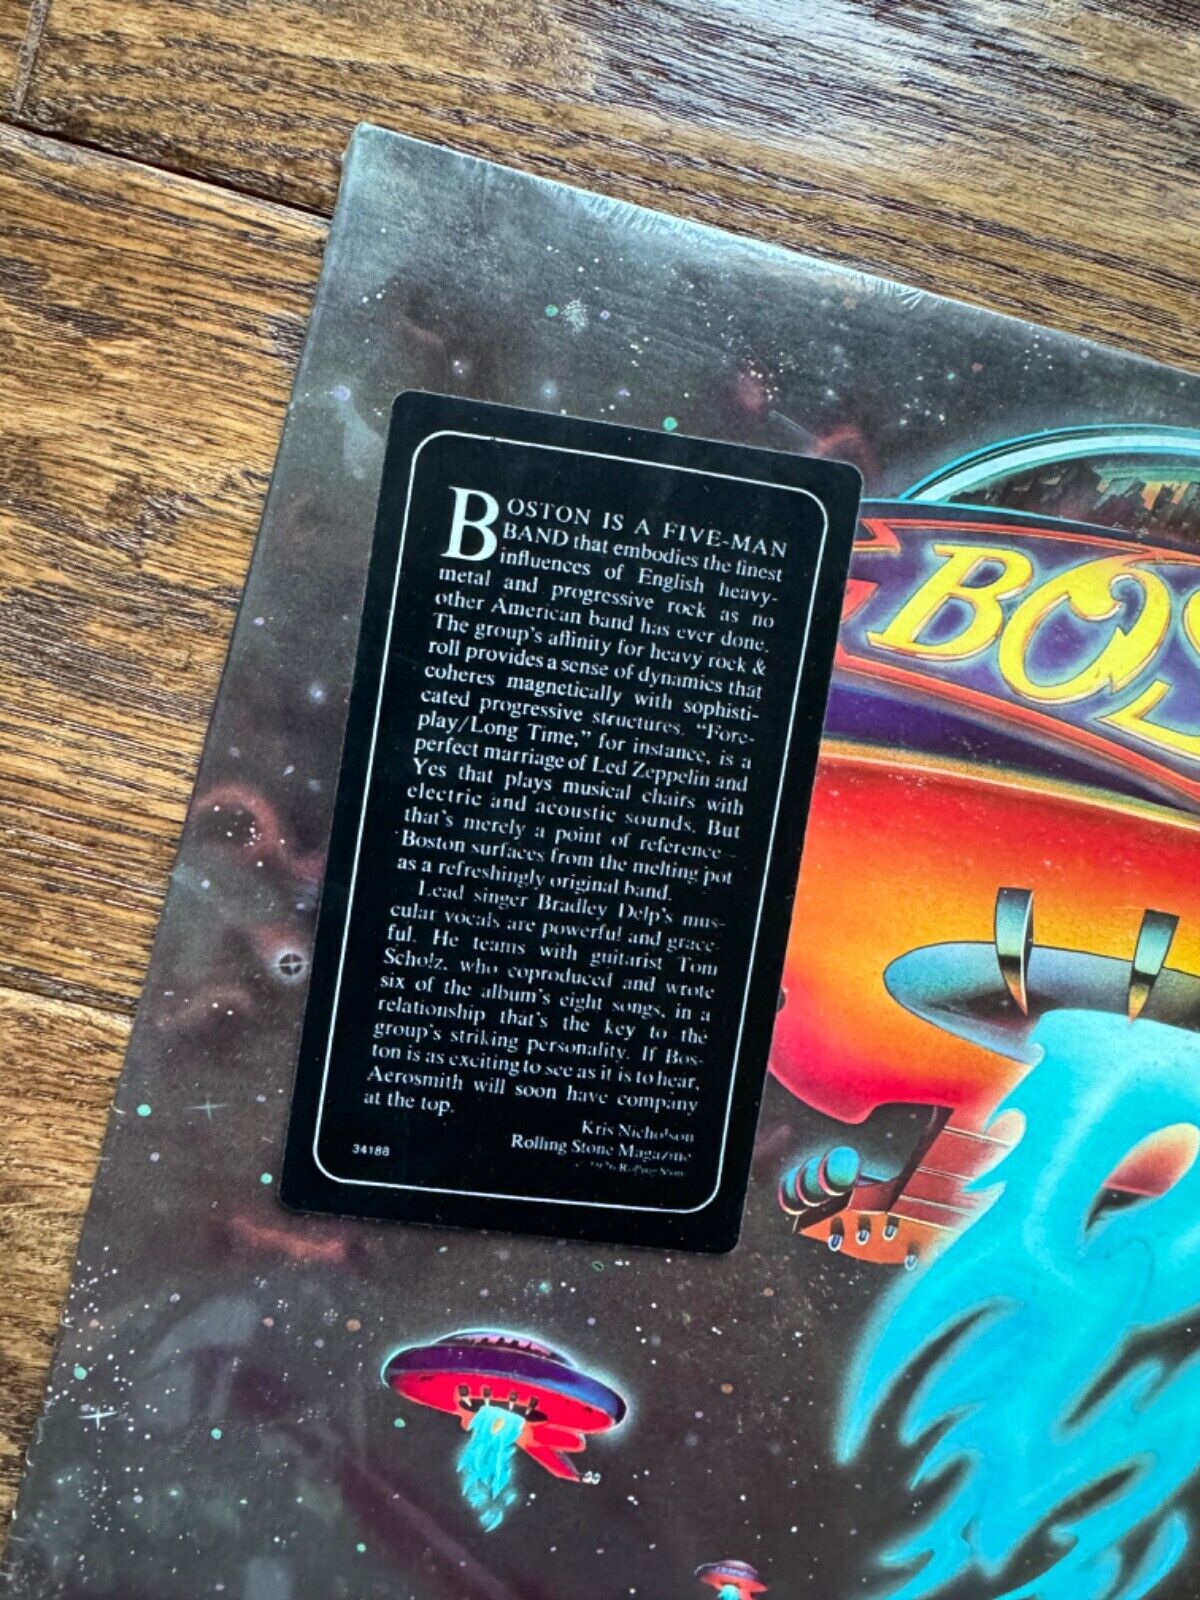 BOSTON IS A FIVE-MAN
BAND that embodies the finest
influences of English heavy-
metal and progressive rock as no
other American band has ever done.
The group's affinity for heavy rock &
roll provides a sense of dynamics that
coheres magnetically with sophisti-
cated progressive structures. "Fore-
play/Long Time," for instance, is a
perfect marriage of Led Zeppelin and
Yes that plays musical chairs with
electric and acoustic sounds. But
that's merely a point of reference—
Boston surfaces from the melting pot
as a refreshingly original band.
Lead singer Bradley Delp's mus-
cular vocals are powerful and grace-
ful. He teams with guitarist Tom
Scholz, who coproduced and wrote
six of the album's eight songs, in a
relationship that's the key to the
group's striking personality. If Bos-
ton is as exciting to see as it is to hear,
Aerosmith will soon have company
at the top.
Kris Nicholson
Rolling Stone Magazine
© 1976 Rolling Stone
34188
BOS